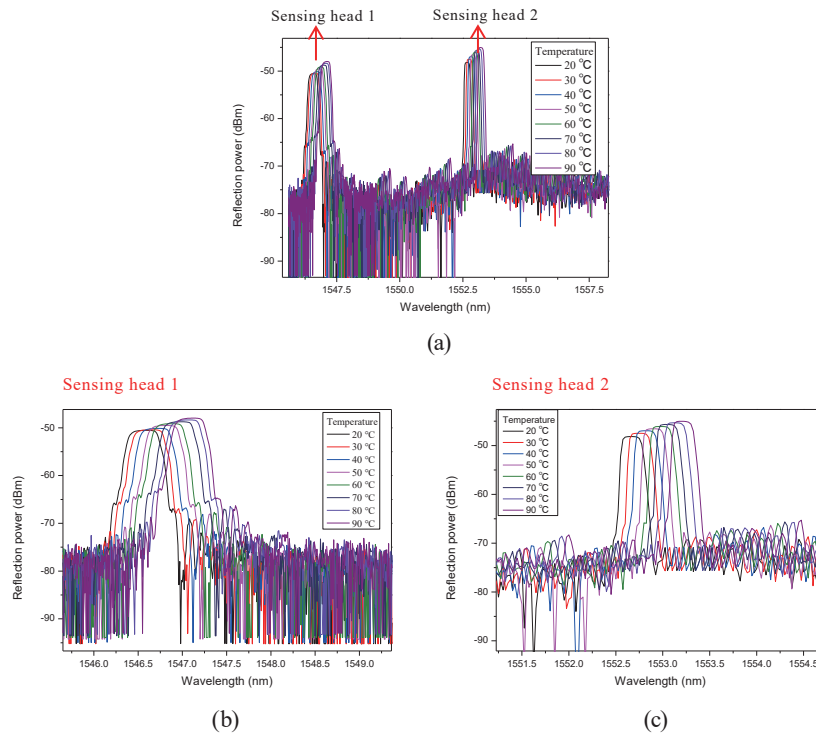 Sensing head 1
Sensing head 2
Temperature
20 °C
30 °C
40 °C
50 °C
60 °C
70 °C
80 °C
90 °C
-50
-60
-70
-80
-90
Reflection power (dBm)
1547.5
1550.0
1552.5
1555.0
1557.5
Wavelength (nm)
(a)
Sensing head 1
Temperature
20 °C
30 °C
40 °C
50 °C
60 °C
70 °C
80 °C
90 °C
-50
-60
-70
-80
-90
Reflection power (dBm)
1546.0
1546.5
1547.0
1547.5
1548.0
1548.5
1549.0
Wavelength (nm)
(b)
Sensing head 2
Temperature
20 °C
30 °C
40 °C
50 °C
60 °C
70 °C
80 °C
90 °C
-50
-60
-70
-80
-90
Reflection power (dBm)
1551.5
1552.0
1552.5
1553.0
1553.5
1554.0
1554.5
Wavelength (nm)
(c)